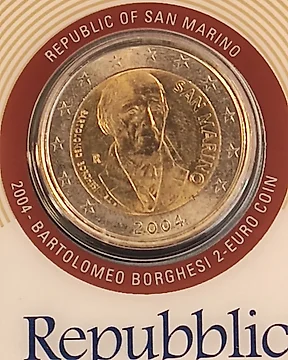 REPUBLIC OF SAN MARINO
SAN MARINO
R
2004
2004 - BARTOLOMEO BORGHESI 2-EURO COIN
Repubblic